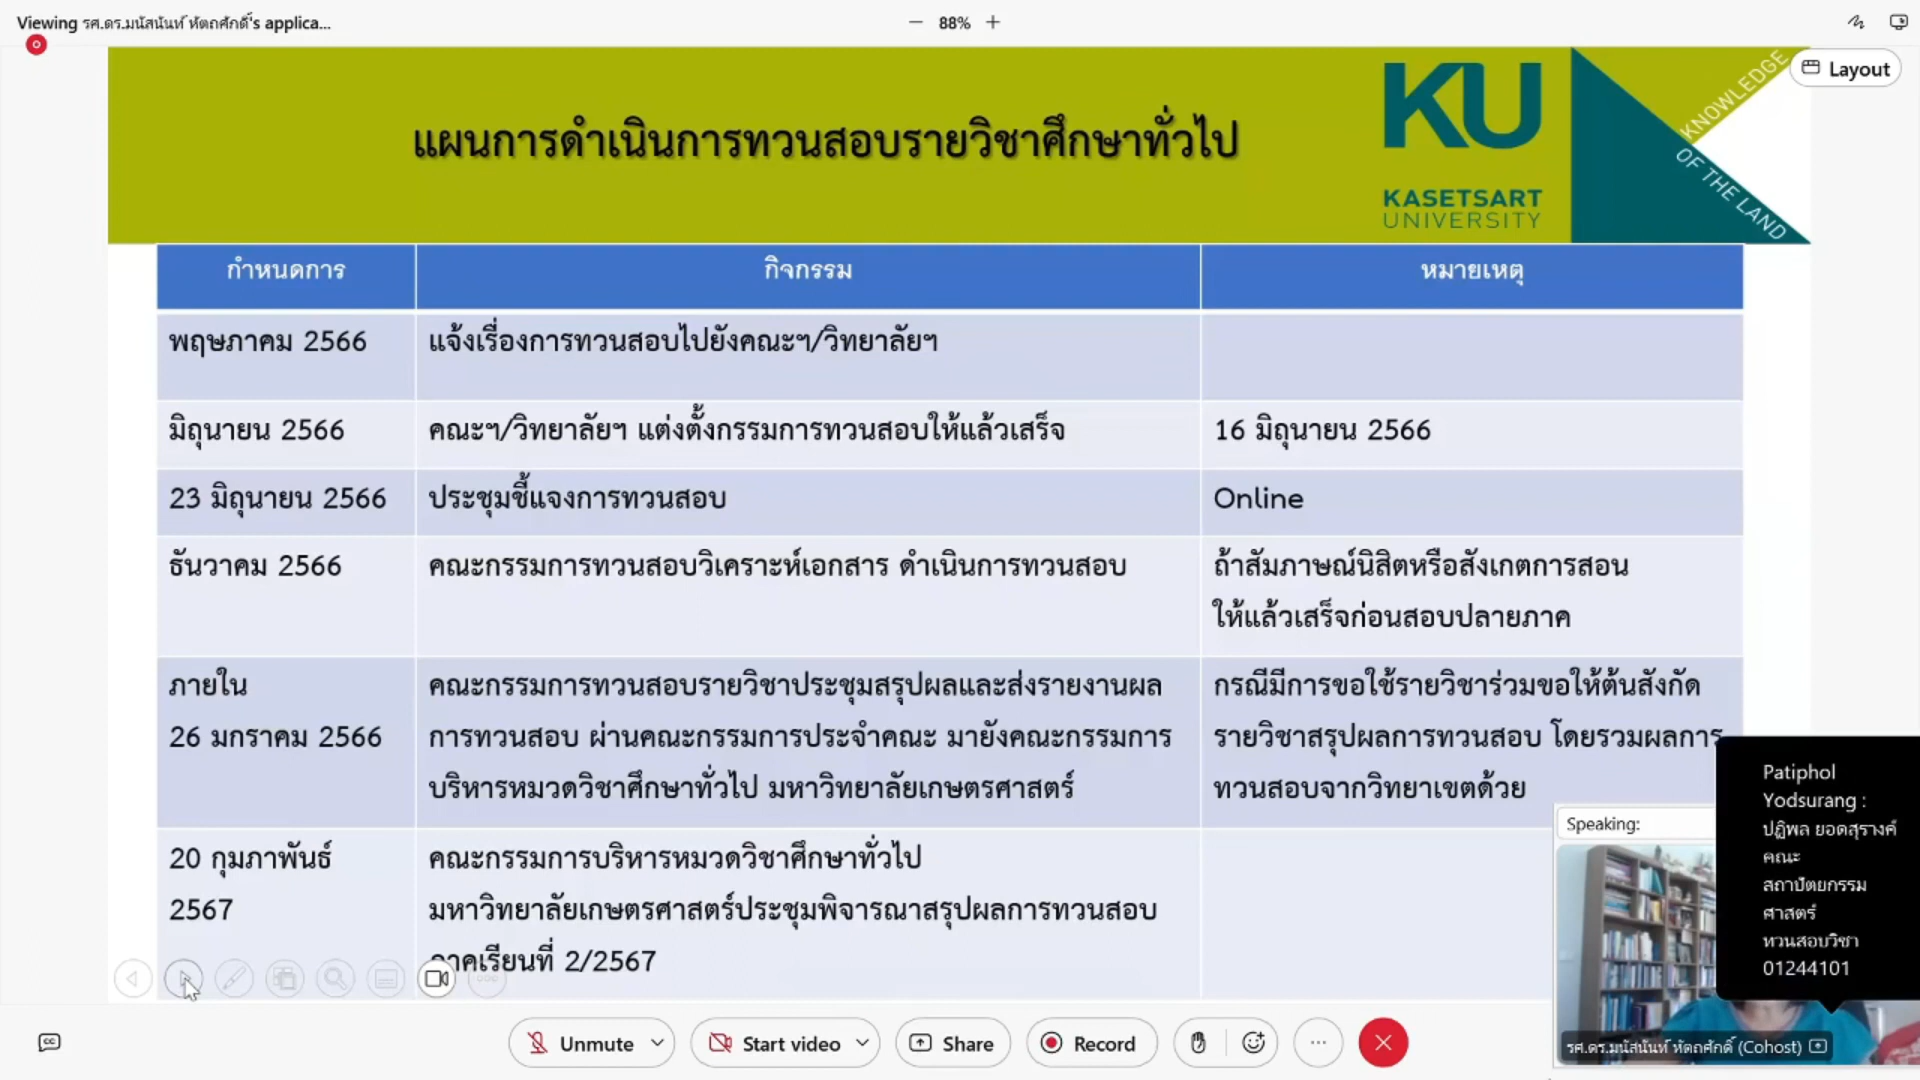 Viewing รศ.ดร.มนัสนันท์ หัตถศักดิ์'s applica...
88%
Layout
แผนการดำเนินการทวนสอบรายวิชาศึกษาทั่วไป
KU
KASETSART
UNIVERSITY
KNOWLEDGE
OF THE LAND
กำหนดการ กิจกรรม หมายเหตุ
พฤษภาคม 2566 แจ้งเรื่องการทวนสอบไปยังคณะฯ/วิทยาลัยฯ
มิถุนายน 2566 คณะฯ/วิทยาลัยฯ แต่งตั้งกรรมการทวนสอบให้แล้วเสร็จ 16 มิถุนายน 2566
23 มิถุนายน 2566 ประชุมชี้แจงการทวนสอบ Online
ธันวาคม 2566 คณะกรรมการทวนสอบวิเคราะห์เอกสาร ดำเนินการทวนสอบ ถ้าสัมภาษณ์นิสิตหรือสังเกตการสอน
ให้แล้วเสร็จก่อนสอบปลายภาค
ภายใน คณะกรรมการทวนสอบรายวิชาประชุมสรุปผลและส่งรายงานผล กรณีมีการขอใช้รายวิชาร่วมขอให้ต้นสังกัด
26 มกราคม 2566 การทวนสอบ ผ่านคณะกรรมการประจำคณะ มายังคณะกรรมการ รายวิชาสรุปผลการทวนสอบ โดยรวมผลการ
บริหารหมวดวิชาศึกษาทั่วไป มหาวิทยาลัยเกษตรศาสตร์ ทวนสอบจากวิทยาเขตด้วย
20 กุมภาพันธ์ คณะกรรมการบริหารหมวดวิชาศึกษาทั่วไป
2567 มหาวิทยาลัยเกษตรศาสตร์ประชุมพิจารณาสรุปผลการทวนสอบ
ภาคเรียนที่ 2/2567
Patiphol
Yodsurang :
ปฏิพล ยอดสุรางค์
คณะ
สถาปัตยกรรม
ศาสตร์
ทวนสอบวิชา
01244101
Speaking:
รศ.ดร.มนัสนันท์ หัตถศักดิ์ (Cohost)
Unmute Start video Share Record